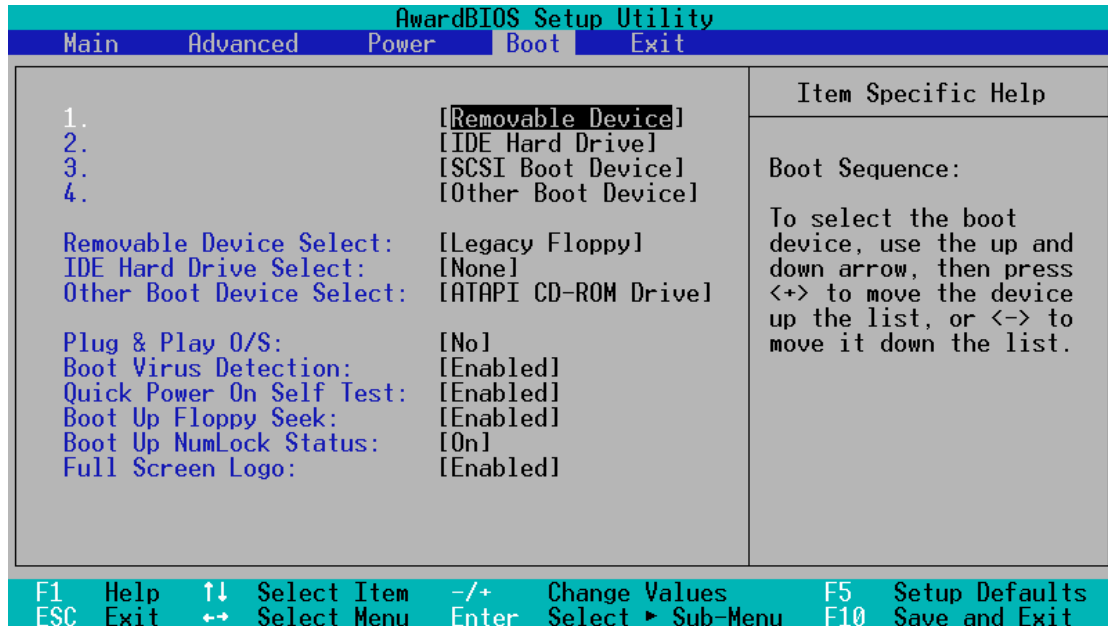 AwardBIOS Setup Utility
Main Advanced Power Boot Exit
1. [Removable Device]
2. [IDE Hard Drive]
3. [SCSI Boot Device]
4. [Other Boot Device]
Removable Device Select: [Legacy Floppy]
IDE Hard Drive Select: [None]
Other Boot Device Select: [ATAPI CD-ROM Drive]
Plug & Play O/S: [No]
Boot Virus Detection: [Enabled]
Quick Power On Self Test: [Enabled]
Boot Up Floppy Seek: [Enabled]
Boot Up NumLock Status: [On]
Full Screen Logo: [Enabled]
Item Specific Help
Boot Sequence:
To select the boot
device, use the up and
down arrow, then press
<+> to move the device
up the list, or <-> to
move it down the list.
F1 Help ↑↓ Select Item -/+ Change Values F5 Setup Defaults
ESC Exit ←→ Select Menu Enter Select ► Sub-Menu F10 Save and Exit